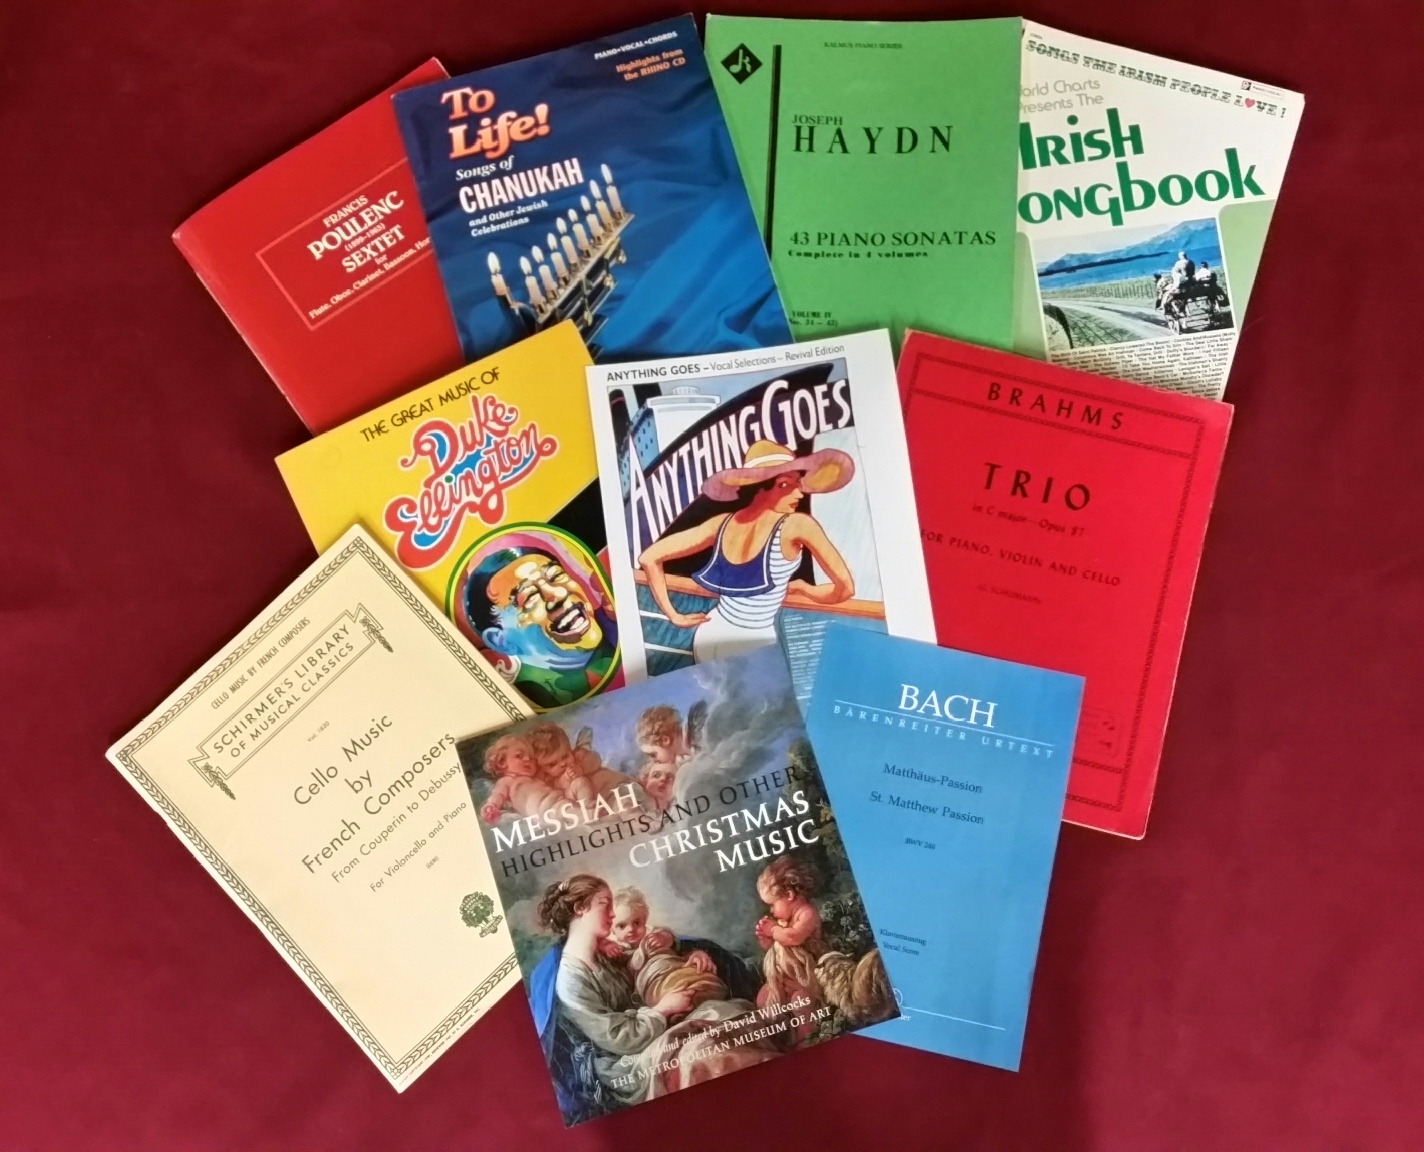 FRANCIS
POULENC
(1899-1963)
SEXTET
for
Flute, Oboe, Clarinet, Bassoon,
PIANO • VOCAL • CHORDS
Highlights from
the RHINO CD
To
Life!
Songs of
CHANUKAH
and Other Jewish
Celebrations
KALMUS PIANO SERIES
JOSEPH
HAYDN
43 PIANO SONATAS
Complete in 4 volumes
VOLUME IV
SONGS THE IRISH PEOPLE LOVE!
Charts
Presents The
IRISH
THE GREAT MUSIC OF
Duke
Ellington
ANYTHING GOES – Vocal Selections – Revival Edition
ANYTHING GOES
BRAHMS
TRIO
in C major—Opus 87
FOR PIANO, VIOLIN AND CELLO
CELLO MUSIC BY FRENCH COMPOSERS
SCHIRMER'S LIBRARY
OF MUSICAL CLASSICS
Cello Music
by
French Composers
From Couperin to Debussy
For Violoncello and Piano
MESSIAH
HIGHLIGHTS AND OTHER
CHRISTMAS
MUSIC
and edited by David Willcocks
THE METROPOLITAN MUSEUM OF ART
BACH
BÄRENREITER URTEXT
Matthäus-Passion
St. Matthew Passion
BWV 244
Klavierauszug
Vocal Score